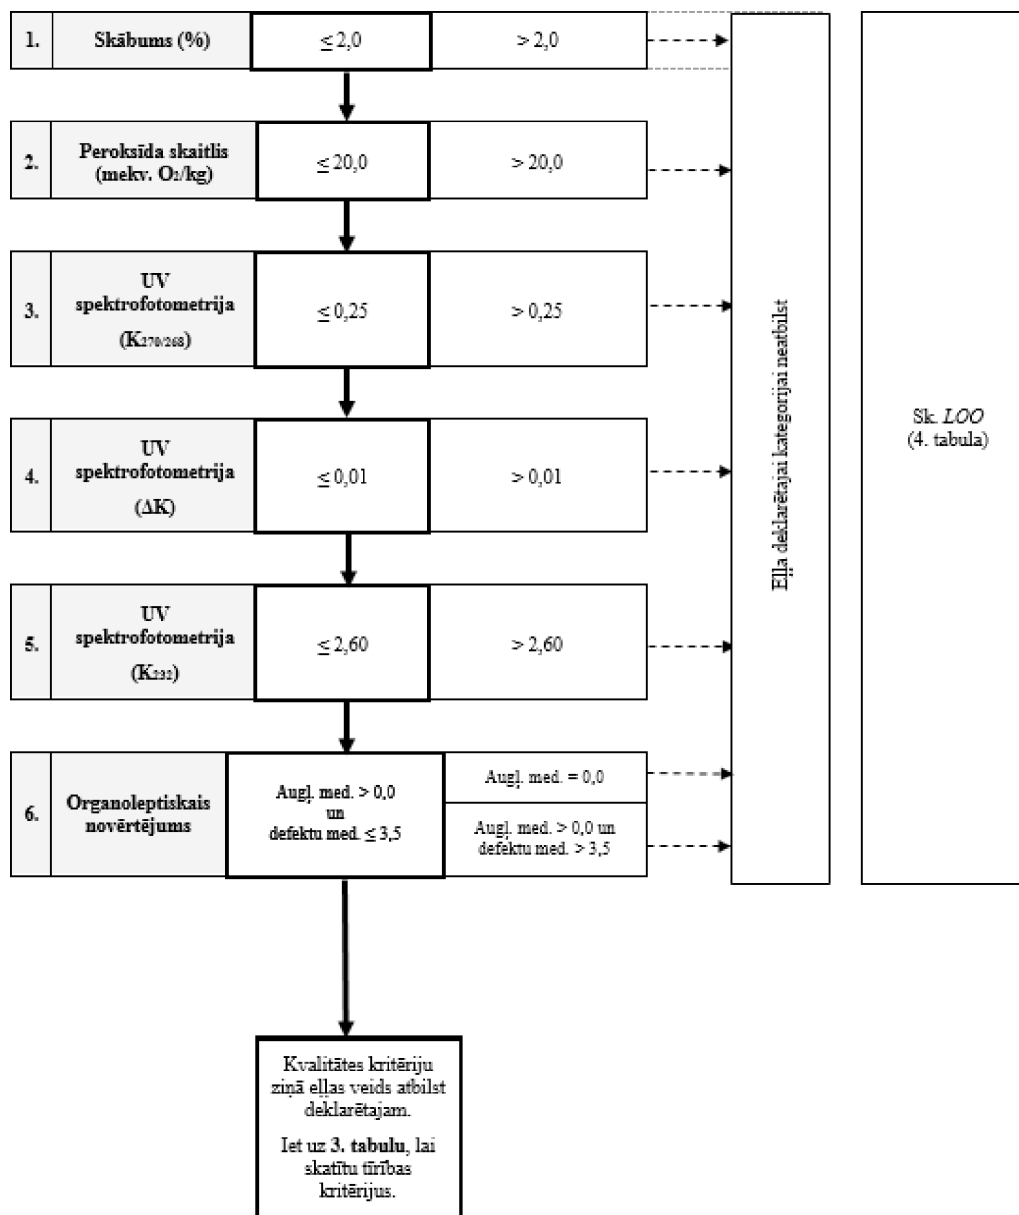 1. Skābums (%) ≤ 2,0 > 2,0
2. Peroksīda skaitlis
(mekv. O₂/kg) ≤ 20,0 > 20,0
3. UV
spektrofotometrija
(K₂₇₀/₂₆₈) ≤ 0,25 > 0,25
4. UV
spektrofotometrija
(ΔK) ≤ 0,01 > 0,01
5. UV
spektrofotometrija
(K₂₃₂) ≤ 2,60 > 2,60
6. Organoleptiskais
novērtējums
Augļ. med. > 0,0
un
defektu med. ≤ 3,5
Augļ. med. = 0,0
Augļ. med. > 0,0 un
defektu med. > 3,5
Eļļa deklarētajai kategorijai neatbilst
Sk. LOO
(4. tabula)
Kvalitātes kritēriju
ziņā eļļas veids atbilst
deklarētajam.
Iet uz 3. tabulu, lai
skatītu tīrības
kritērijus.